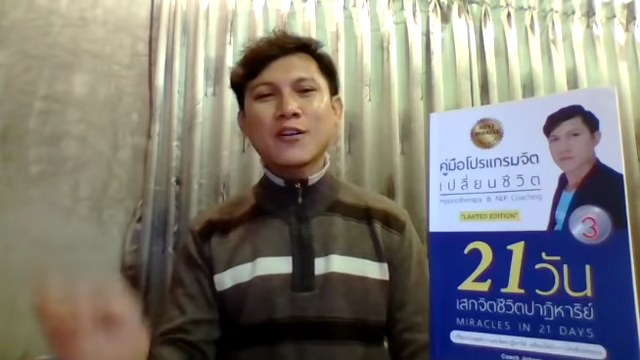 คู่มือโปรแกรมจิต
เปลี่ยนชีวิต
Hypnotherapy & NLP Coaching
"LIMITED EDITION"
3
21 วัน
เสกจิตชีวิตปาฏิหาริย์
MIRACLES IN 21 DAYS
Coach